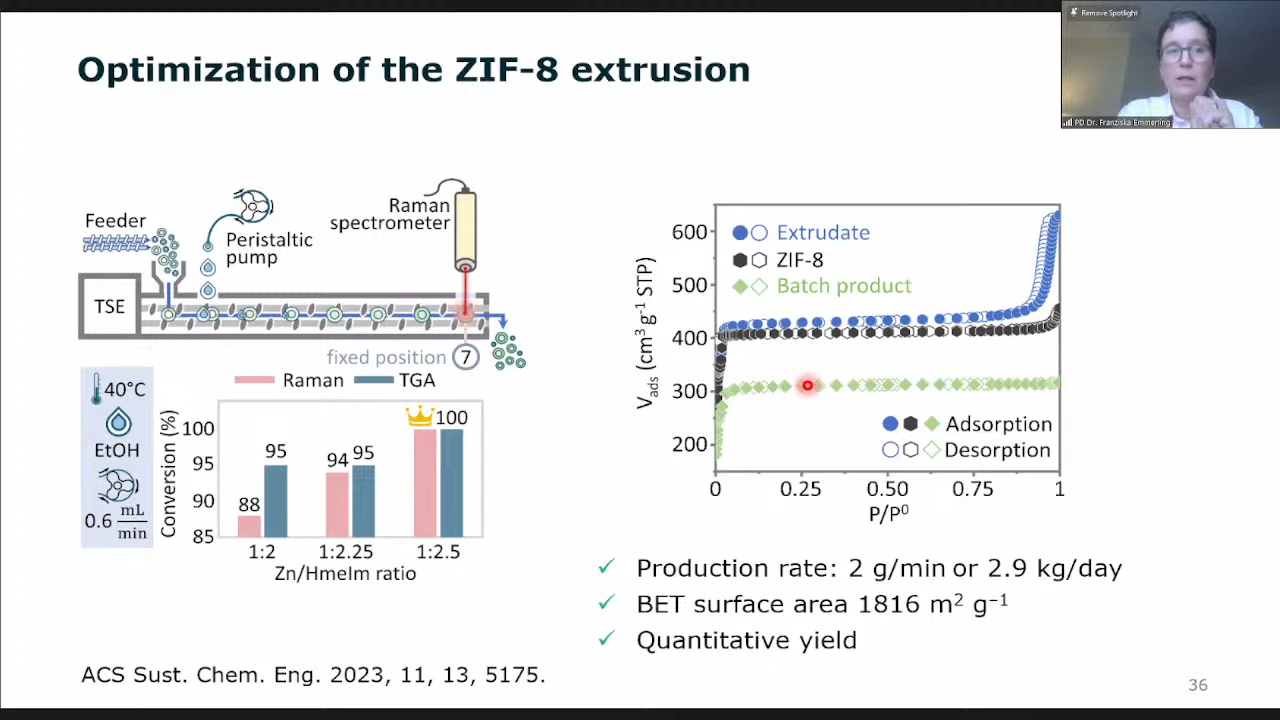 Remove Spotlight
PD Dr. Franziska Emmerling
Optimization of the ZIF-8 extrusion
Feeder
Peristaltic
pump
Raman
spectrometer
TSE
fixed position 7
Raman TGA
40°C
EtOH
0.6 mL/min
Conversion (%)
100
95
90
85
88
95
94
95
100
1:2 1:2.25 1:2.5
Zn/HmeIm ratio
Extrudate
ZIF-8
Batch product
Vads (cm³ g⁻¹ STP)
600
500
400
300
200
Adsorption
Desorption
0 0.25 0.50 0.75 1
P/P⁰
✓ Production rate: 2 g/min or 2.9 kg/day
✓ BET surface area 1816 m² g⁻¹
✓ Quantitative yield
ACS Sust. Chem. Eng. 2023, 11, 13, 5175.
36